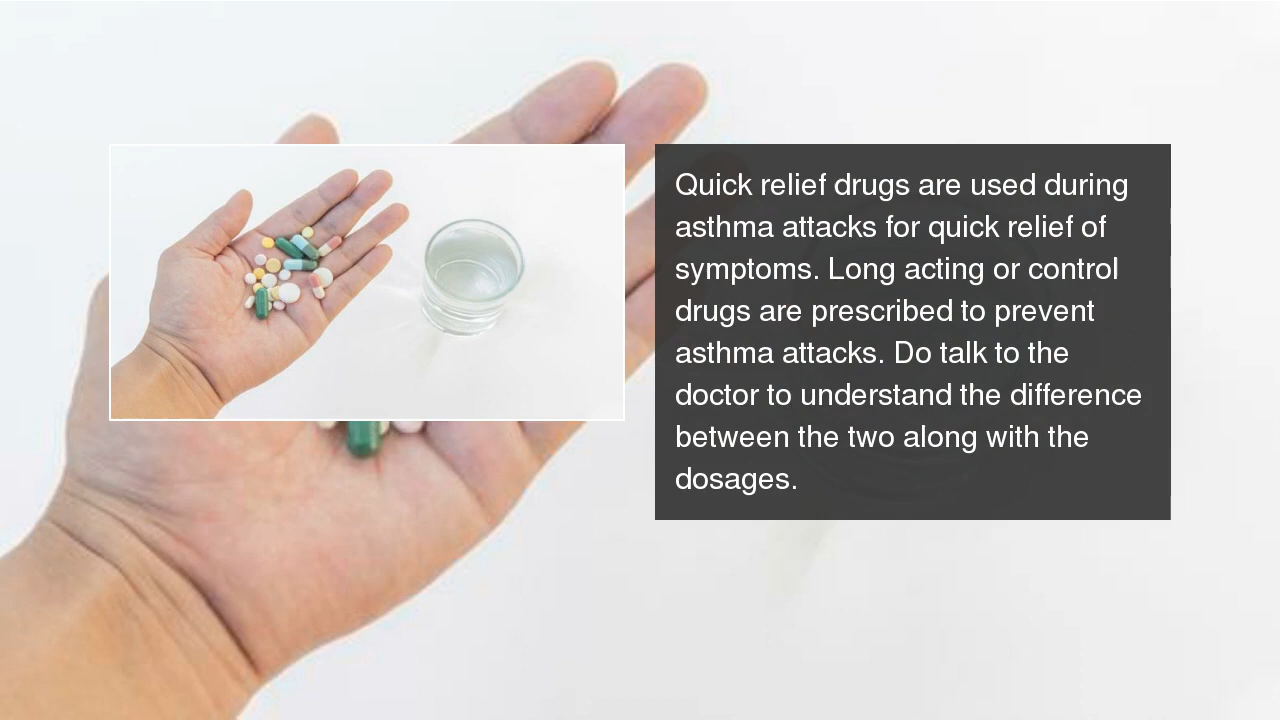 Quick relief drugs are used during
asthma attacks for quick relief of
symptoms. Long acting or control
drugs are prescribed to prevent
asthma attacks. Do talk to the
doctor to understand the difference
between the two along with the
dosages.